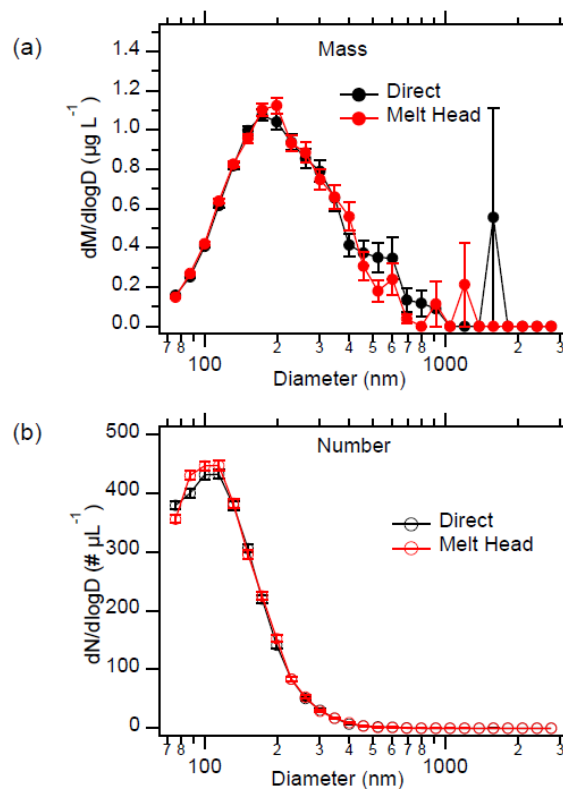 (a)
Mass
Direct
Melt Head
dM/dlogD (µg L⁻¹)
1.4
1.2
1.0
0.8
0.6
0.4
0.2
0.0
7 8 100 2 3 4 5 6 7 8 1000 2 3
Diameter (nm)
(b)
Number
Direct
Melt Head
dN/dlogD (# µL⁻¹)
500
400
300
200
100
0
7 8 100 2 3 4 5 6 7 8 1000 2 3
Diameter (nm)